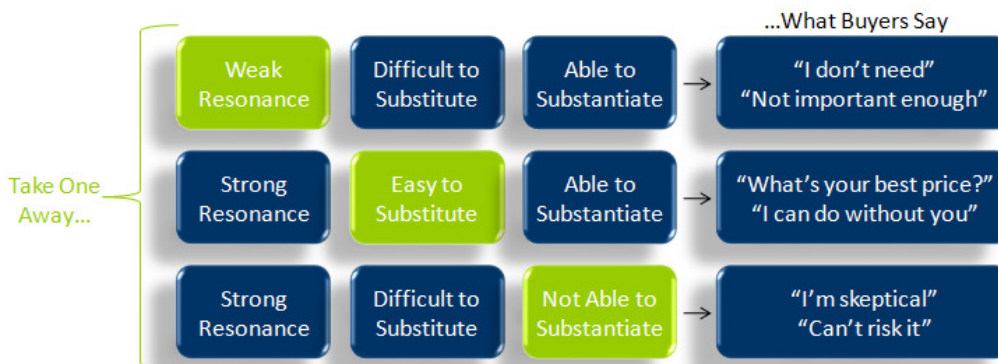 ...What Buyers Say
Take One
Away...
Weak
Resonance
Difficult to
Substitute
Able to
Substantiate
“I don’t need”
“Not important enough”
Strong
Resonance
Easy to
Substitute
Able to
Substantiate
“What’s your best price?”
“I can do without you”
Strong
Resonance
Difficult to
Substitute
Not Able to
Substantiate
“I’m skeptical”
“Can’t risk it”